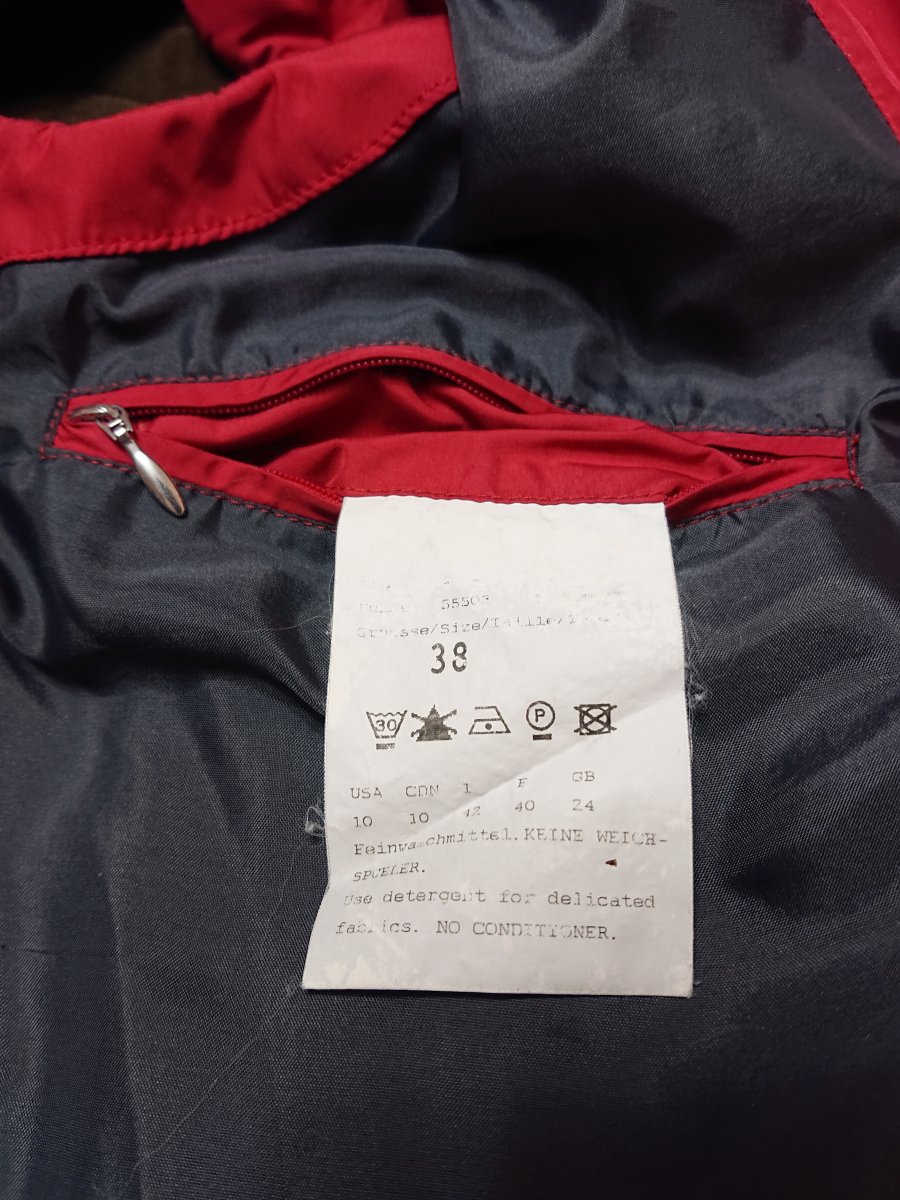 55503
Groesse/Size/Taille/
38
30 P
USA CDN I F GB
10 10 42 40 24
Feinwaschmittel.KEINE WEICH-
SPUELER.
Use detergent for delicated
fabrics. NO CONDITIONER.